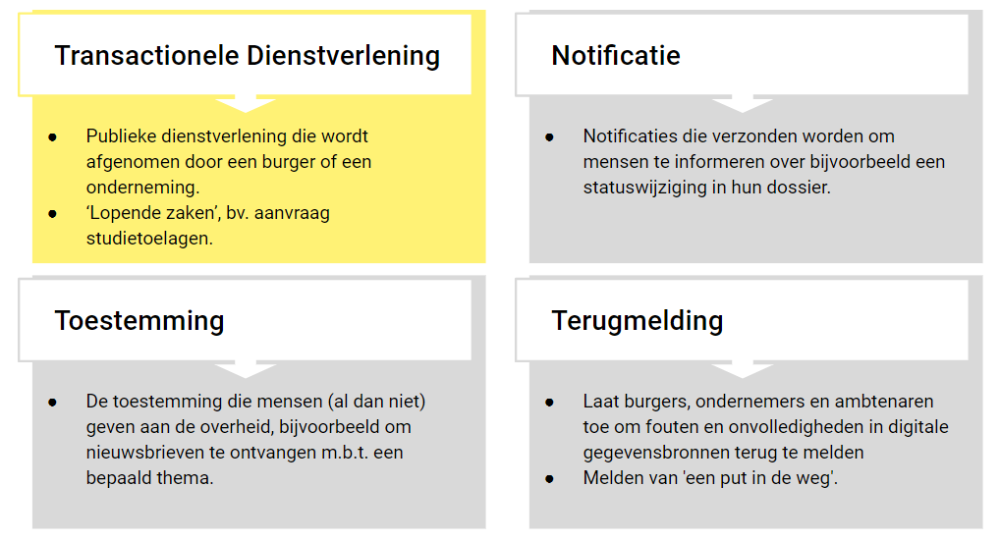 Transactionele Dienstverlening
● Publieke dienstverlening die wordt
afgenomen door een burger of een
onderneming.
● ‘Lopende zaken’, bv. aanvraag
studietoelagen.
Notificatie
● Notificaties die verzonden worden om
mensen te informeren over bijvoorbeeld een
statuswijziging in hun dossier.
Toestemming
● De toestemming die mensen (al dan niet)
geven aan de overheid, bijvoorbeeld om
nieuwsbrieven te ontvangen m.b.t. een
bepaald thema.
Terugmelding
● Laat burgers, ondernemers en ambtenaren
toe om fouten en onvolledigheden in digitale
gegevensbronnen terug te melden
● Melden van 'een put in de weg'.